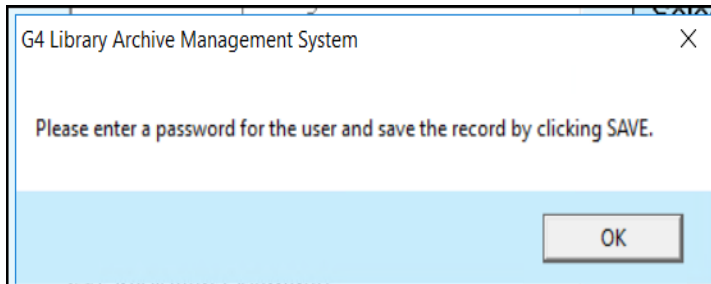 G4 Library Archive Management System
Please enter a password for the user and save the record by clicking SAVE.
OK